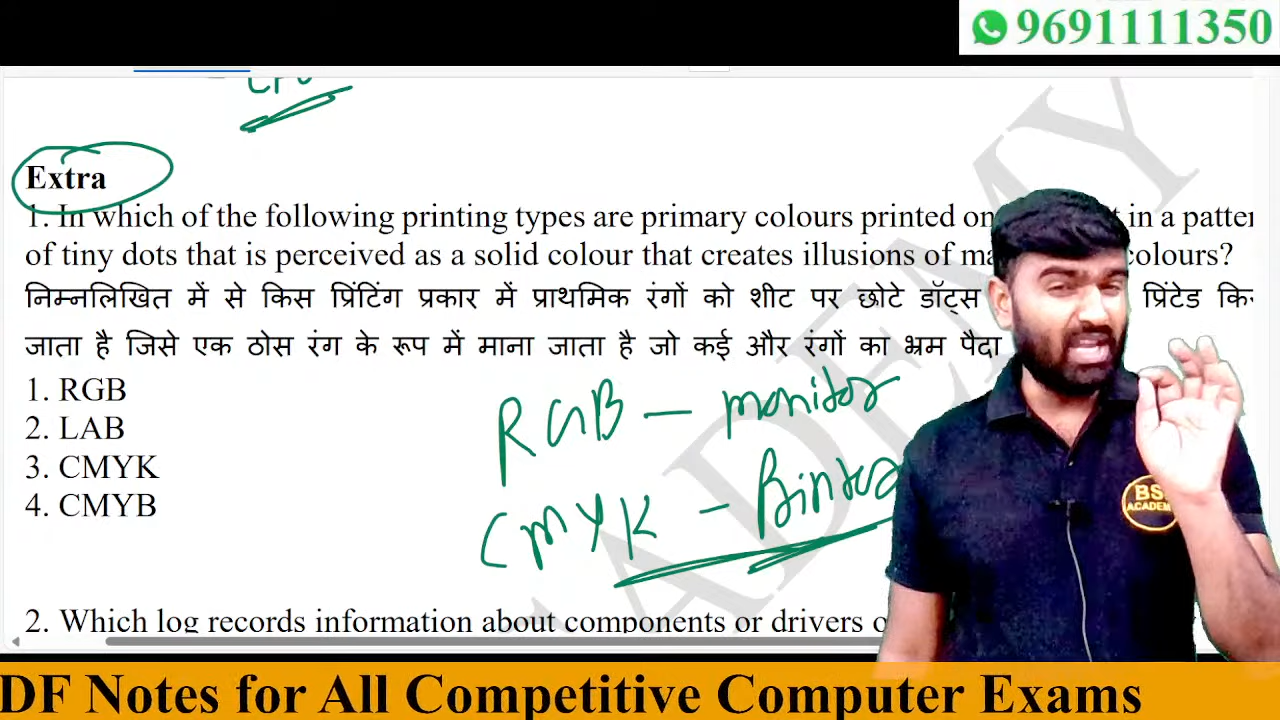 9691111350
Extra
1. In which of the following printing types are primary colours printed on in a patter
of tiny dots that is perceived as a solid colour that creates illusions of colours?
निम्नलिखित में से किस प्रिंटिंग प्रकार में प्राथमिक रंगों को शीट पर छोटे डॉट्स प्रिंटेड
जाता है जिसे एक ठोस रंग के रूप में माना जाता है जो कई और रंगों का भ्रम पैदा
1. RGB
2. LAB
3. CMYK
4. CMYB
RGB - monitor
CMYK -
2. Which log records information about components or drivers
BS
ACADEM
DF Notes for All Competitive Computer Exams